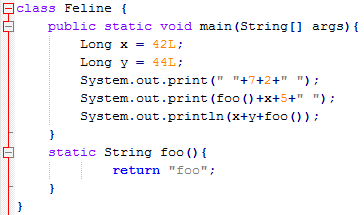 class Feline {
public static void main(String[] args){
Long x = 42L;
Long y = 44L;
System.out.print(" "+7+2+" ");
System.out.print(foo()+x+5+" ");
System.out.println(x+y+foo());
}
static String foo(){
return "foo";
}
}